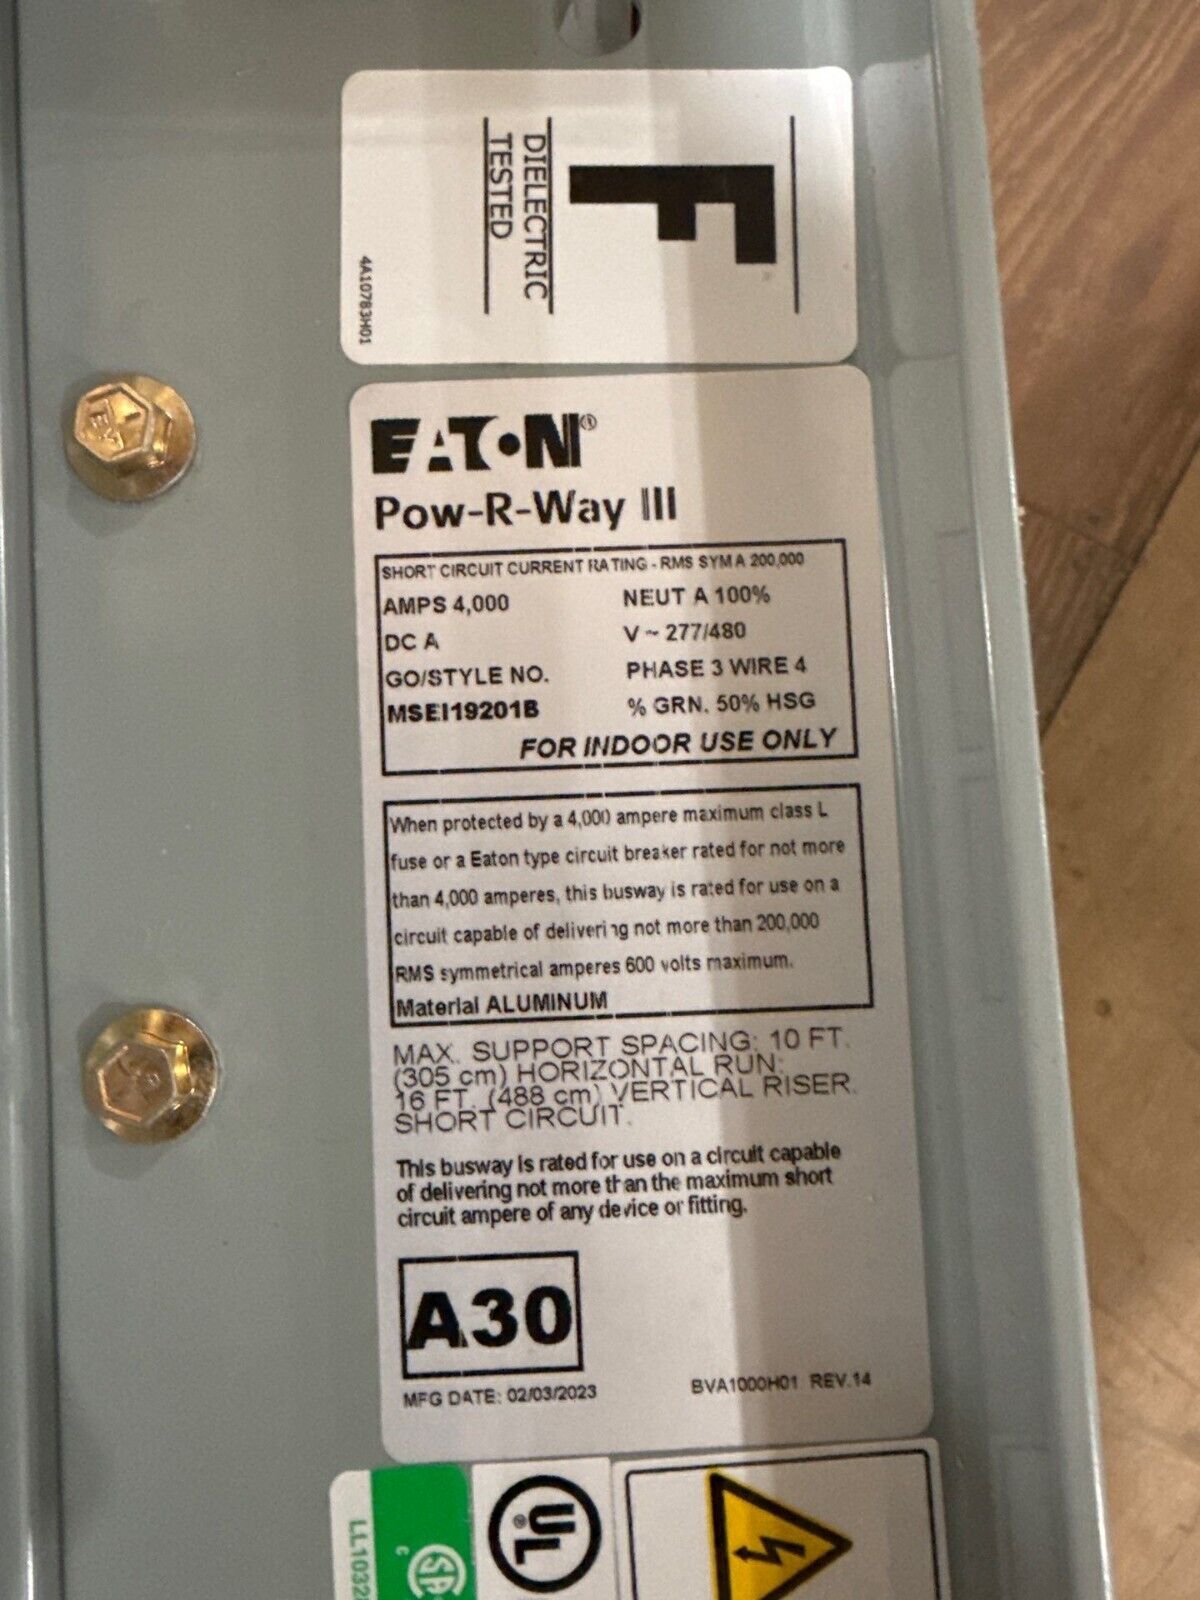 F
DIELECTRIC
TESTED
4A10783H01
EATON®
Pow-R-Way III
SHORT CIRCUIT CURRENT RATING - RMS SYM A 200,000
AMPS 4,000 NEUT A 100%
DC A V ~ 277/480
GO/STYLE NO. PHASE 3 WIRE 4
MSEI19201B % GRN. 50% HSG
FOR INDOOR USE ONLY
When protected by a 4,000 ampere maximum class L
fuse or a Eaton type circuit breaker rated for not more
than 4,000 amperes, this busway is rated for use on a
circuit capable of delivering not more than 200,000
RMS symmetrical amperes 600 volts maximum.
Material ALUMINUM
MAX. SUPPORT SPACING: 10 FT.
(305 cm) HORIZONTAL RUN:
16 FT. (488 cm) VERTICAL RISER.
SHORT CIRCUIT.
This busway is rated for use on a circuit capable
of delivering not more than the maximum short
circuit ampere of any device or fitting.
A30
MFG DATE: 02/03/2023 BVA1000H01 REV.14
C
UL
®